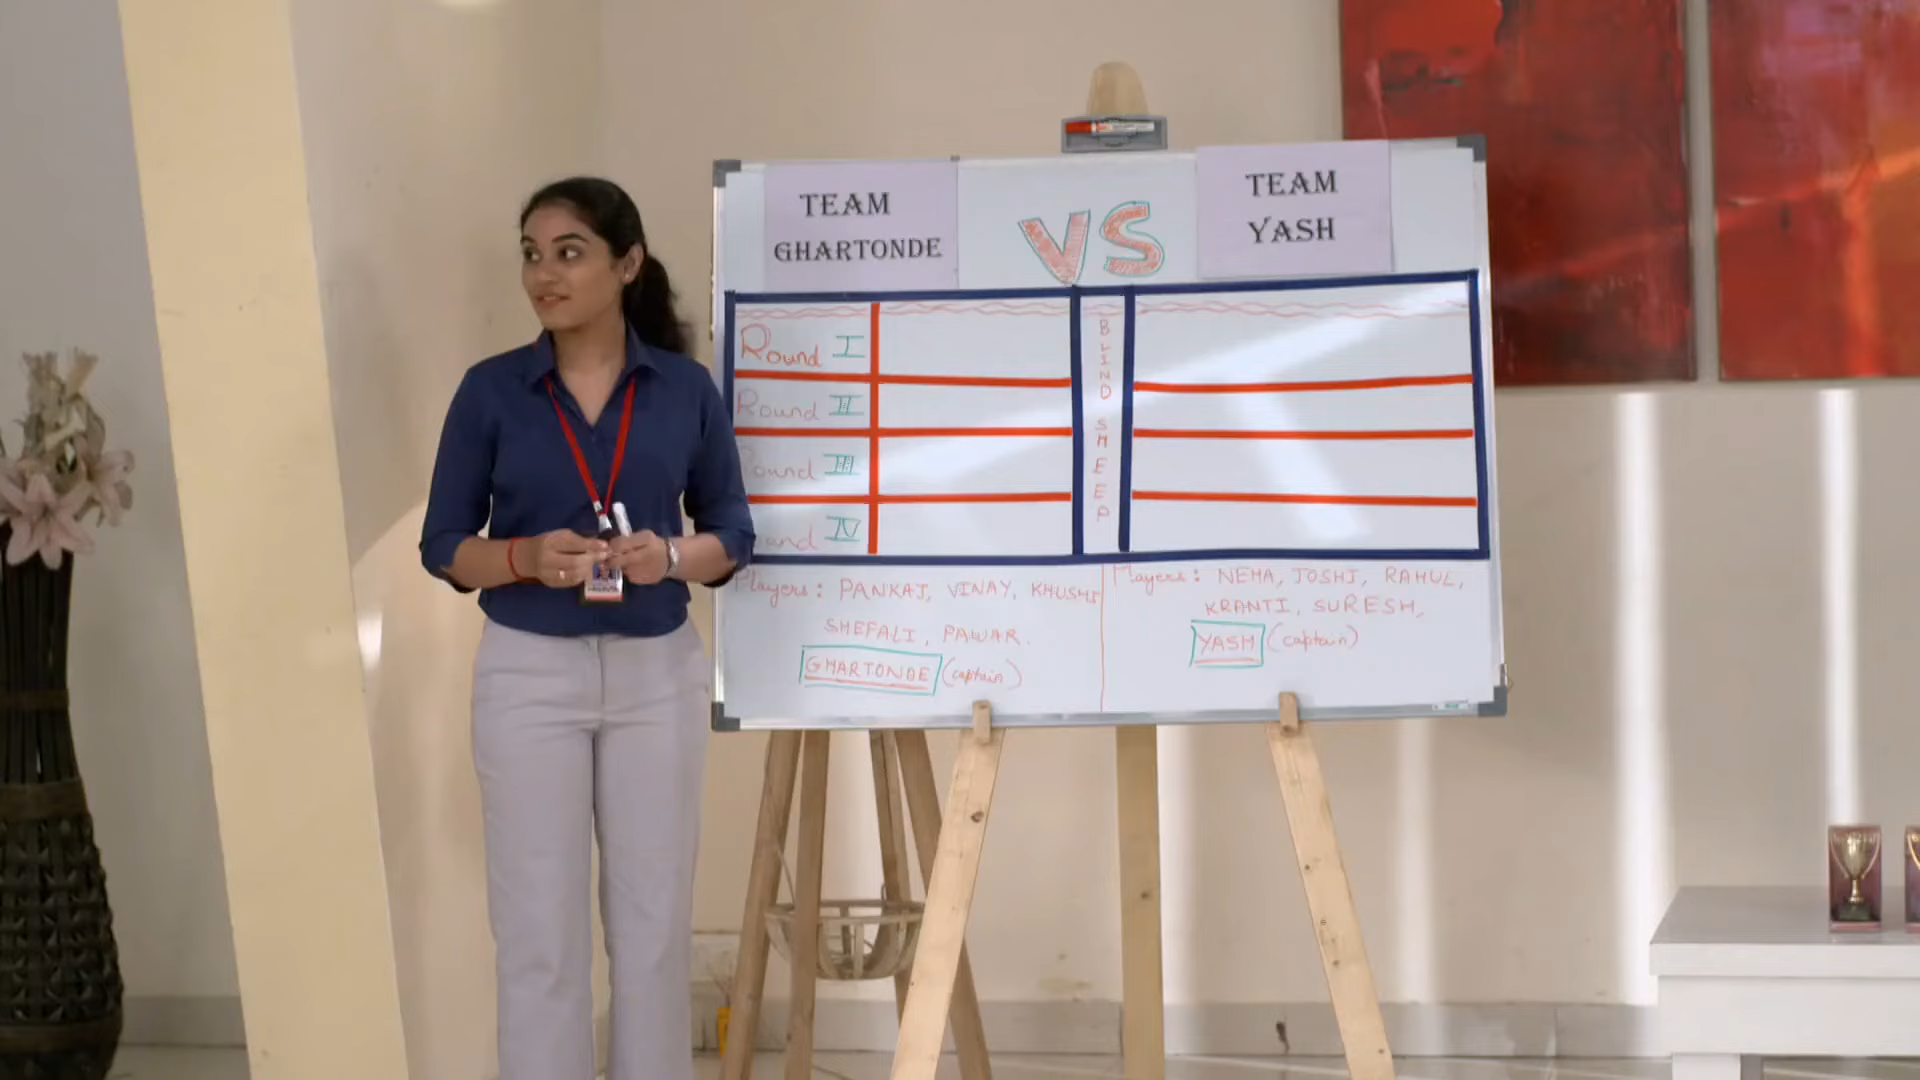 TEAM
GHARTONDE
VS
TEAM
YASH
Round I
Round II
Round III
Round IV
BLIND SHEEP
Players: PANKAJ, VINAY, KHUSHI
SHEFALI, PAWAR.
GHARTONDE (captain)
Players: NEHA, JOSHI, RAHUL,
KRANTI, SURESH,
YASH (captain)